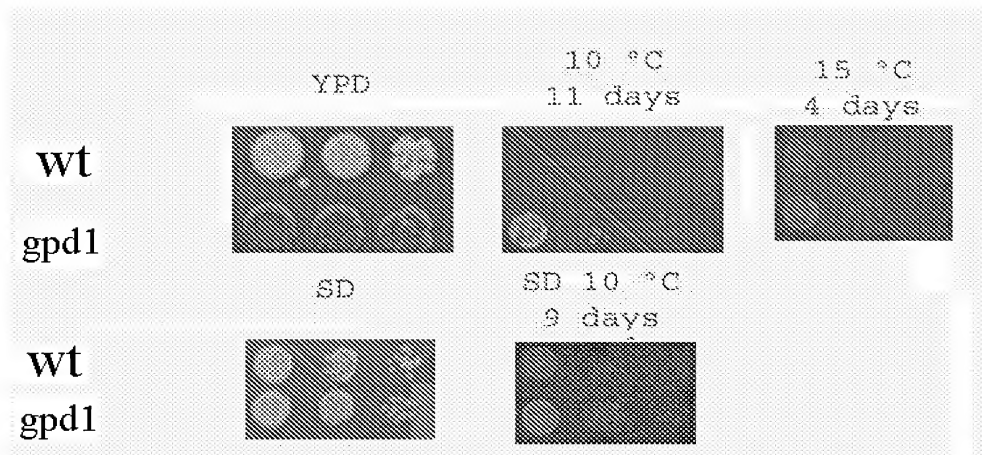 YPD
10 °C
11 days
15 °C
4 days
wt
gpd1
SD
SD 10 °C
9 days
wt
gpd1